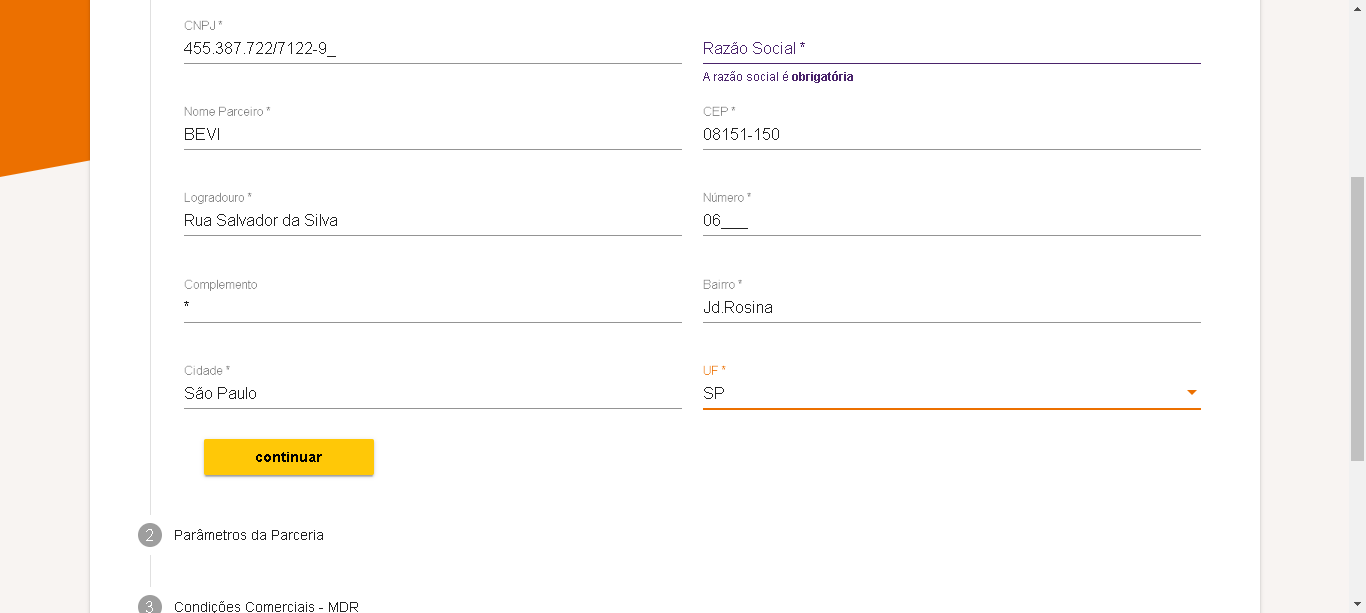 CNPJ *
455.387.722/7122-9_
Razão Social *
A razão social é obrigatória
Nome Parceiro *
BEVI
CEP *
08151-150
Logradouro *
Rua Salvador da Silva
Número *
06___
Complemento
*
Bairro *
Jd.Rosina
Cidade *
São Paulo
UF *
SP
continuar
2 Parâmetros da Parceria
3 Condições Comerciais - MDR